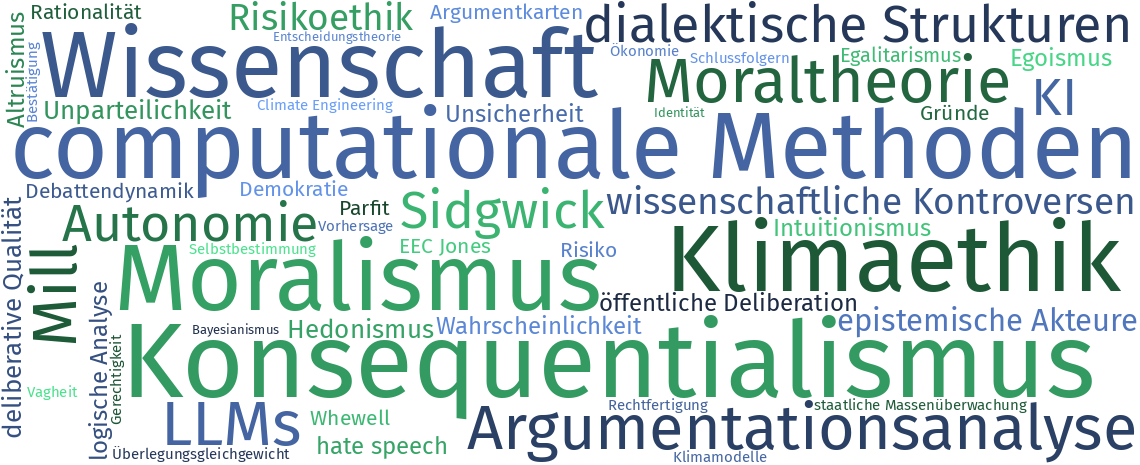 Rationalität
Risikoethik
Argumentkarten
dialektische Strukturen
Entscheidungstheorie
Altruismus
Bestätigung
Wissenschaft
Ökonomie
Schlussfolgern
Egalitarismus
Egoismus
Moraltheorie
KI
Unparteilichkeit
Climate Engineering
Unsicherheit
Identität
Gründe
computationale Methoden
Debattendynamik
Demokratie
Parfit
Sidgwick
wissenschaftliche Kontroversen
deliberative Qualität
Autonomie
Vorhersage
Intuitionismus
Mill
Selbstbestimmung
EEC Jones
Risiko
Klimaethik
Moralismus
öffentliche Deliberation
logische Analyse
Gerechtigkeit
Bayesianismus
Hedonismus
Wahrscheinlichkeit
epistemische Akteure
Konsequentialismus
Vagheit
LLMs
Whewell
Rechtfertigung
staatliche Massenüberwachung
hate speech
Argumentationsanalyse
Überlegungsgleichgewicht
Klimamodelle